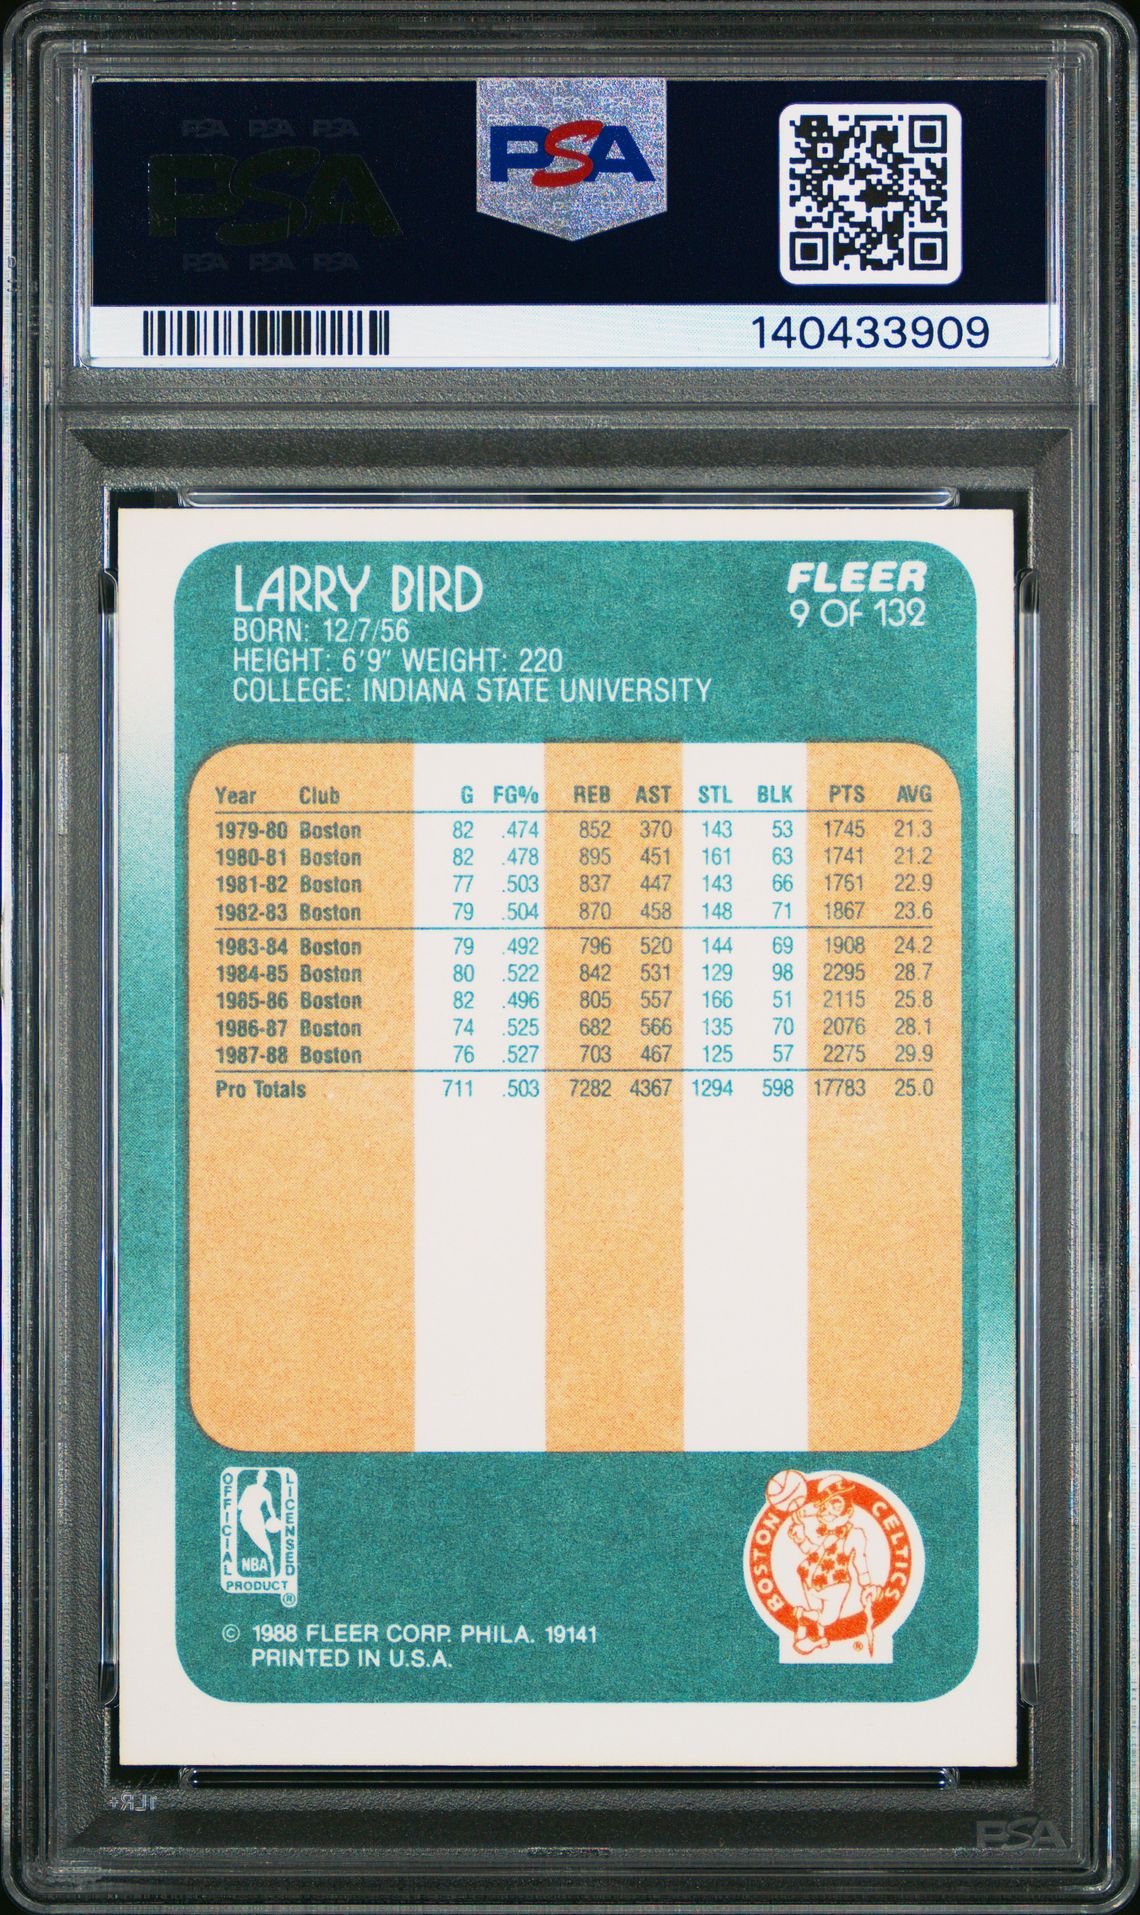 PSA PSA PSA
PSA
PSA PSA PSA
PSA
140433909
LARRY BIRD
BORN: 12/7/56
HEIGHT: 6'9" WEIGHT: 220
COLLEGE: INDIANA STATE UNIVERSITY
FLEER
9 OF 132
Year Club G FG% REB AST STL BLK PTS AVG
1979-80 Boston 82 .474 852 370 143 53 1745 21.3
1980-81 Boston 82 .478 895 451 161 63 1741 21.2
1981-82 Boston 77 .503 837 447 143 66 1761 22.9
1982-83 Boston 79 .504 870 458 148 71 1867 23.6
1983-84 Boston 79 .492 796 520 144 69 1908 24.2
1984-85 Boston 80 .522 842 531 129 98 2295 28.7
1985-86 Boston 82 .496 805 557 166 51 2115 25.8
1986-87 Boston 74 .525 682 566 135 70 2076 28.1
1987-88 Boston 76 .527 703 467 125 57 2275 29.9
Pro Totals 711 .503 7282 4367 1294 598 17783 25.0
OFFICIAL LICENSED
NBA
PRODUCT ®
BOSTON CELTICS
®
© 1988 FLEER CORP. PHILA. 19141
PRINTED IN U.S.A.
PSA